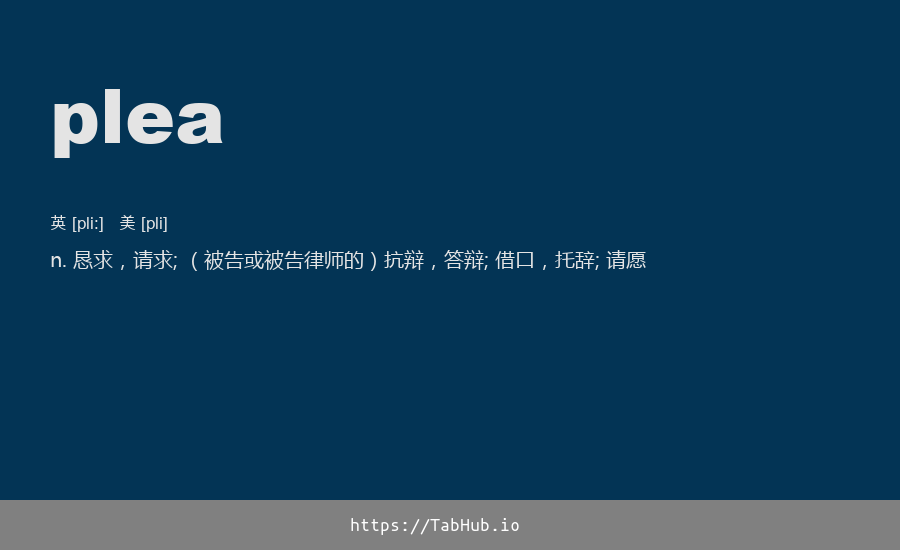 plea
英 [pli:] 美 [pli]
n. 恳求，请求; （被告或被告律师的）抗辩，答辩; 借口，托辞; 请愿
https://TabHub.io